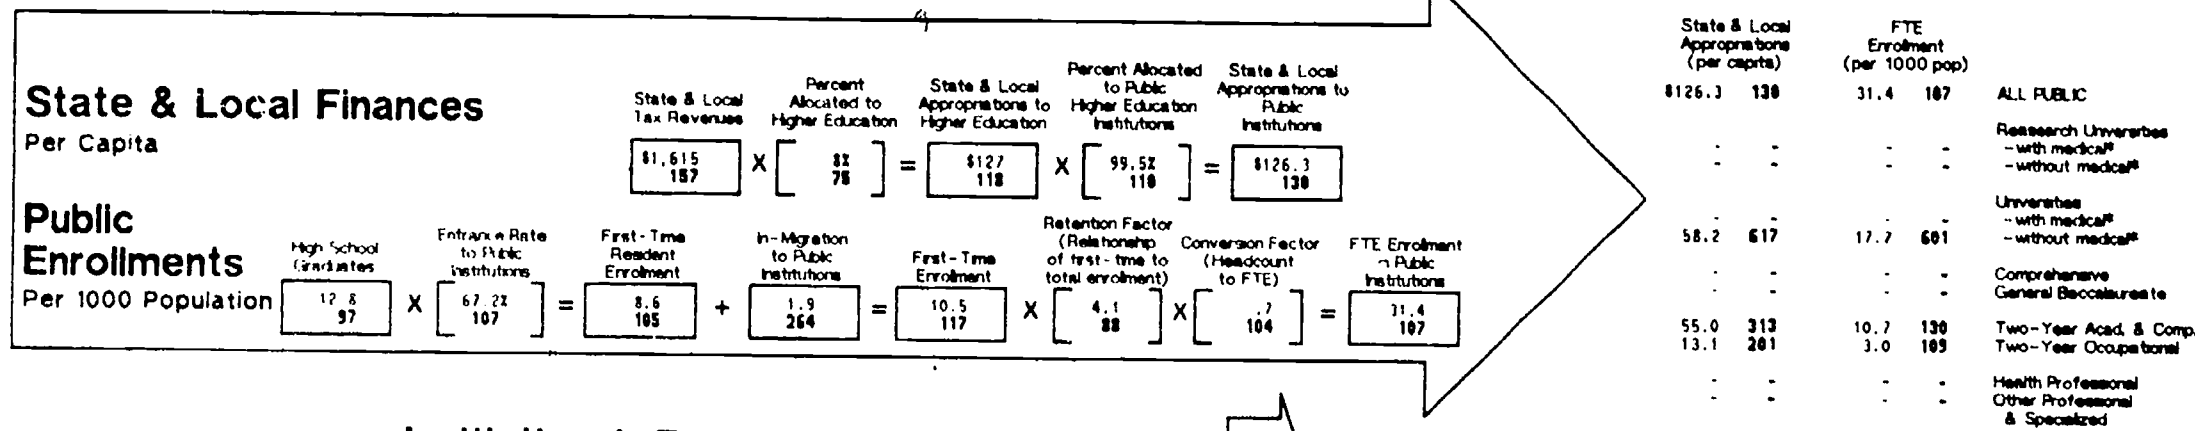 State & Local Finances
Per Capita
State & Local
Tax Revenues
$1,615
157
X
Percent
Allocated to
Higher Education
8%
75
=
State & Local
Appropriations to
Higher Education
$127
118
X
Percent Allocated
to Public
Higher Education
Institutions
99.5%
110
=
State & Local
Appropriations to
Public
Institutions
$126.3
130
Public
Enrollments
Per 1000 Population
High School
Graduates
12.8
97
X
Entrance Rate
to Public
Institutions
67.2%
107
=
First-Time
Resident
Enrollment
8.6
105
+
In-Migration
to Public
Institutions
1.9
264
=
First-Time
Enrollment
10.5
117
X
Retention Factor
(Relationship
of first-time to
total enrolment)
4.1
88
X
Conversion Factor
(Headcount
to FTE)
.7
104
=
FTE Enrolment
in Public
Institutions
31.4
107
State & Local
Appropriations
(per capita)
FTE
Enrolment
(per 1000 pop)
$126.3 130 31.4 107 ALL PUBLIC
Research Universities
- - - - - with medical*
- - - - - without medical*
Universities
- - - - - with medical*
58.2 617 17.7 601 - without medical*
- - - - Comprehensive
- - - - General Baccalaureate
55.0 313 10.7 130 Two-Year Acad. & Comp.
13.1 201 3.0 109 Two-Year Occupational
- - - - Health Professional
- - - - Other Professional
& Specialized